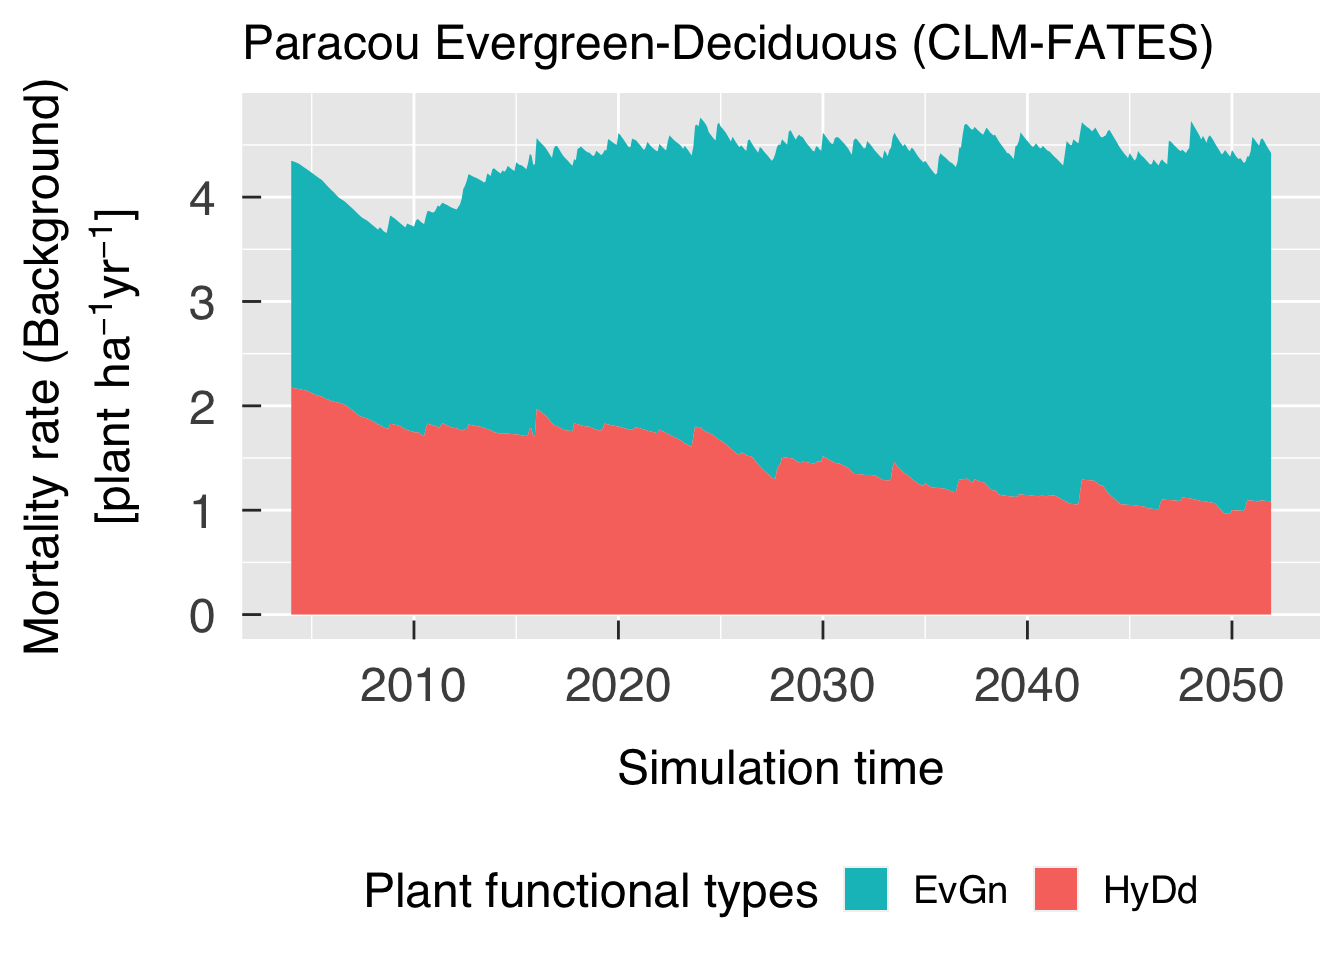 Paracou Evergreen-Deciduous (CLM-FATES)
Mortality rate (Background)
[plant ha⁻¹yr⁻¹]
4
3
2
1
0
2010 2020 2030 2040 2050
Simulation time
Plant functional types EvGn HyDd